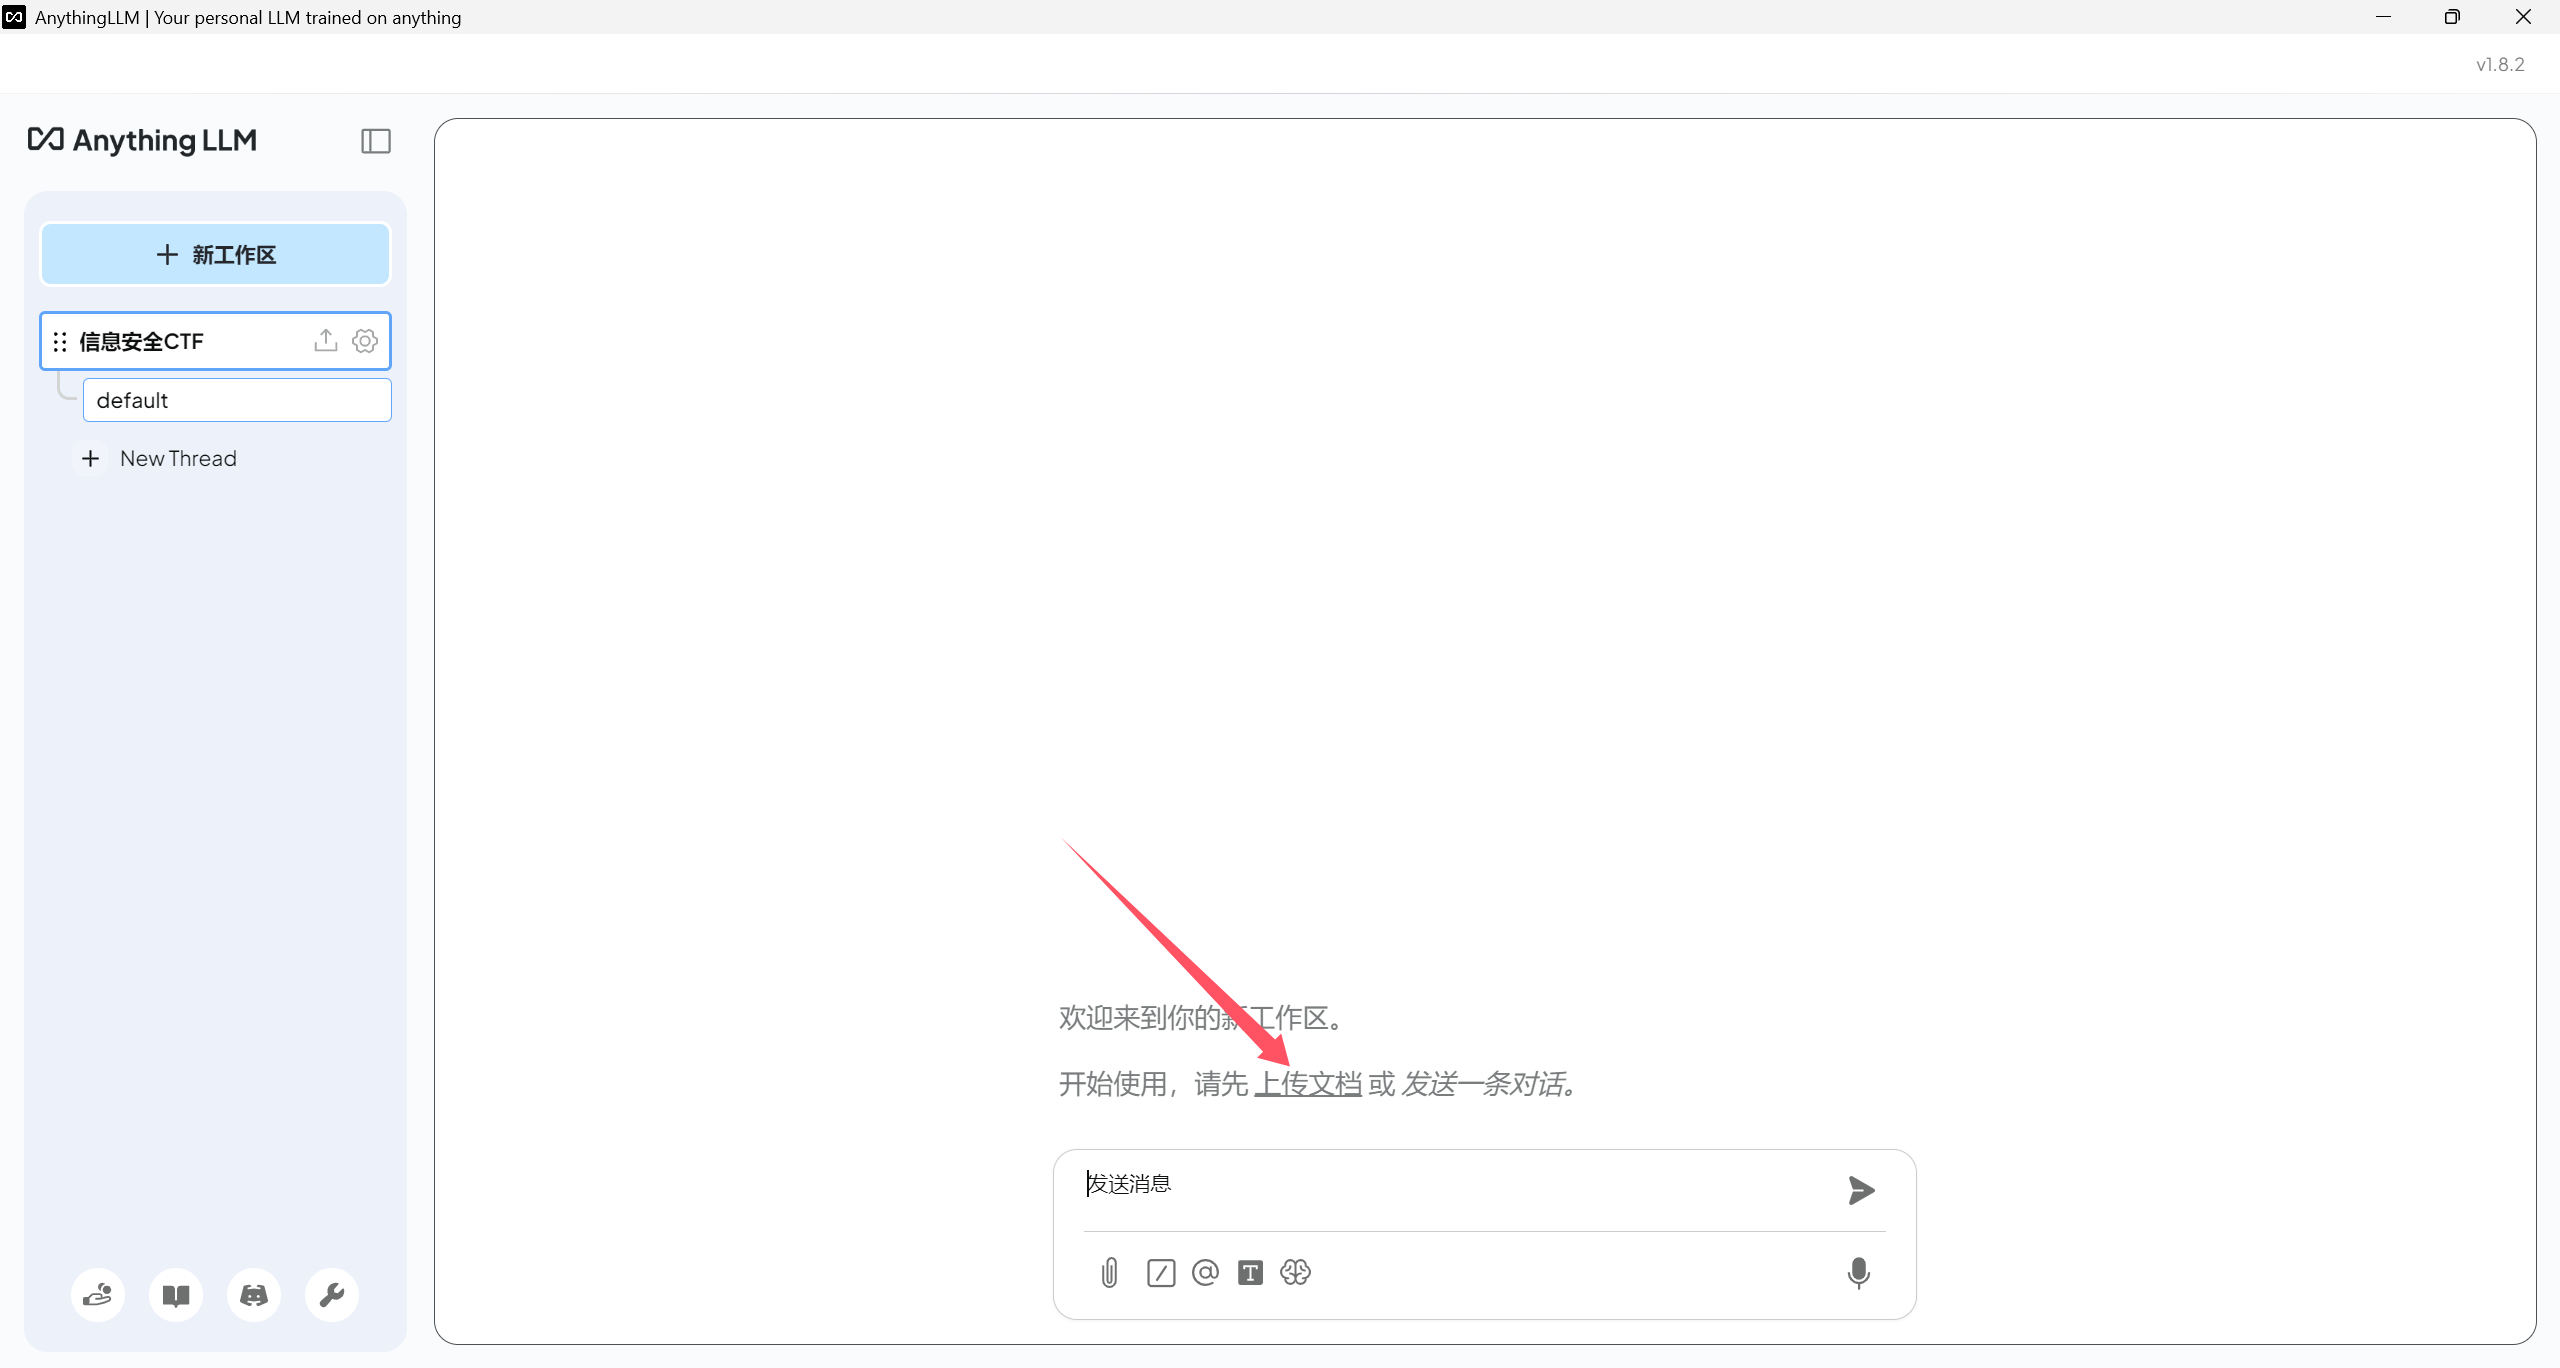 AnythingLLM | Your personal LLM trained on anything
v1.8.2
Anything LLM
新工作区
信息安全CTF
default
New Thread
欢迎来到你的新工作区。
开始使用，请先 上传文档 或 发送一条对话。
发送消息